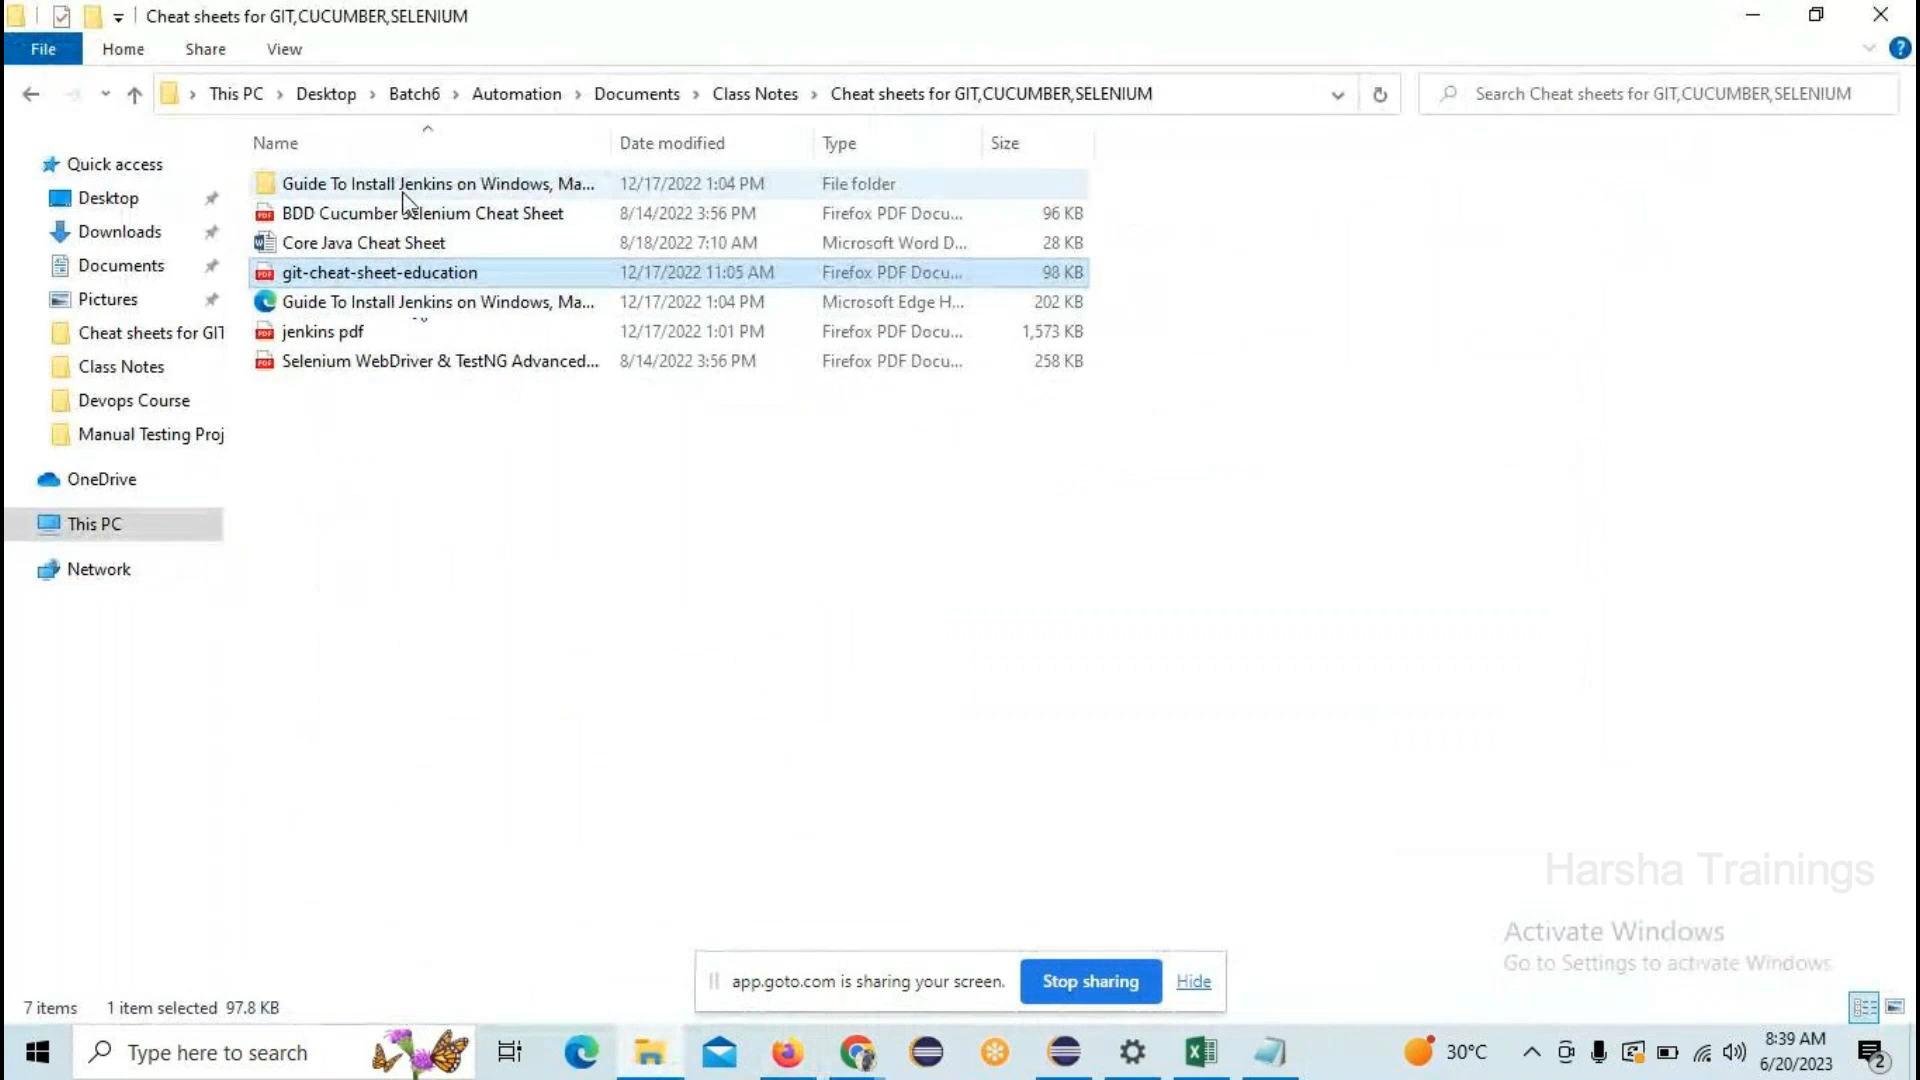 Cheat sheets for GIT,CUCUMBER,SELENIUM
File Home Share View
This PC Desktop Batch6 Automation Documents Class Notes Cheat sheets for GIT,CUCUMBER,SELENIUM
Search Cheat sheets for GIT,CUCUMBER,SELENIUM
Name Date modified Type Size
Quick access
Desktop
Downloads
Documents
Pictures
Cheat sheets for GIT
Class Notes
Devops Course
Manual Testing Proj
OneDrive
This PC
Network
Guide To Install Jenkins on Windows, Ma... 12/17/2022 1:04 PM File folder
BDD Cucumber Selenium Cheat Sheet 8/14/2022 3:56 PM Firefox PDF Docu... 96 KB
Core Java Cheat Sheet 8/18/2022 7:10 AM Microsoft Word D... 28 KB
git-cheat-sheet-education 12/17/2022 11:05 AM Firefox PDF Docu... 98 KB
Guide To Install Jenkins on Windows, Ma... 12/17/2022 1:04 PM Microsoft Edge H... 202 KB
jenkins pdf 12/17/2022 1:01 PM Firefox PDF Docu... 1,573 KB
Selenium WebDriver & TestNG Advanced... 8/14/2022 3:56 PM Firefox PDF Docu... 258 KB
Harsha Trainings
Activate Windows
Go to Settings to activate Windows.
app.goto.com is sharing your screen. Stop sharing Hide
7 items 1 item selected 97.8 KB
Type here to search
30°C
8:39 AM
6/20/2023
2